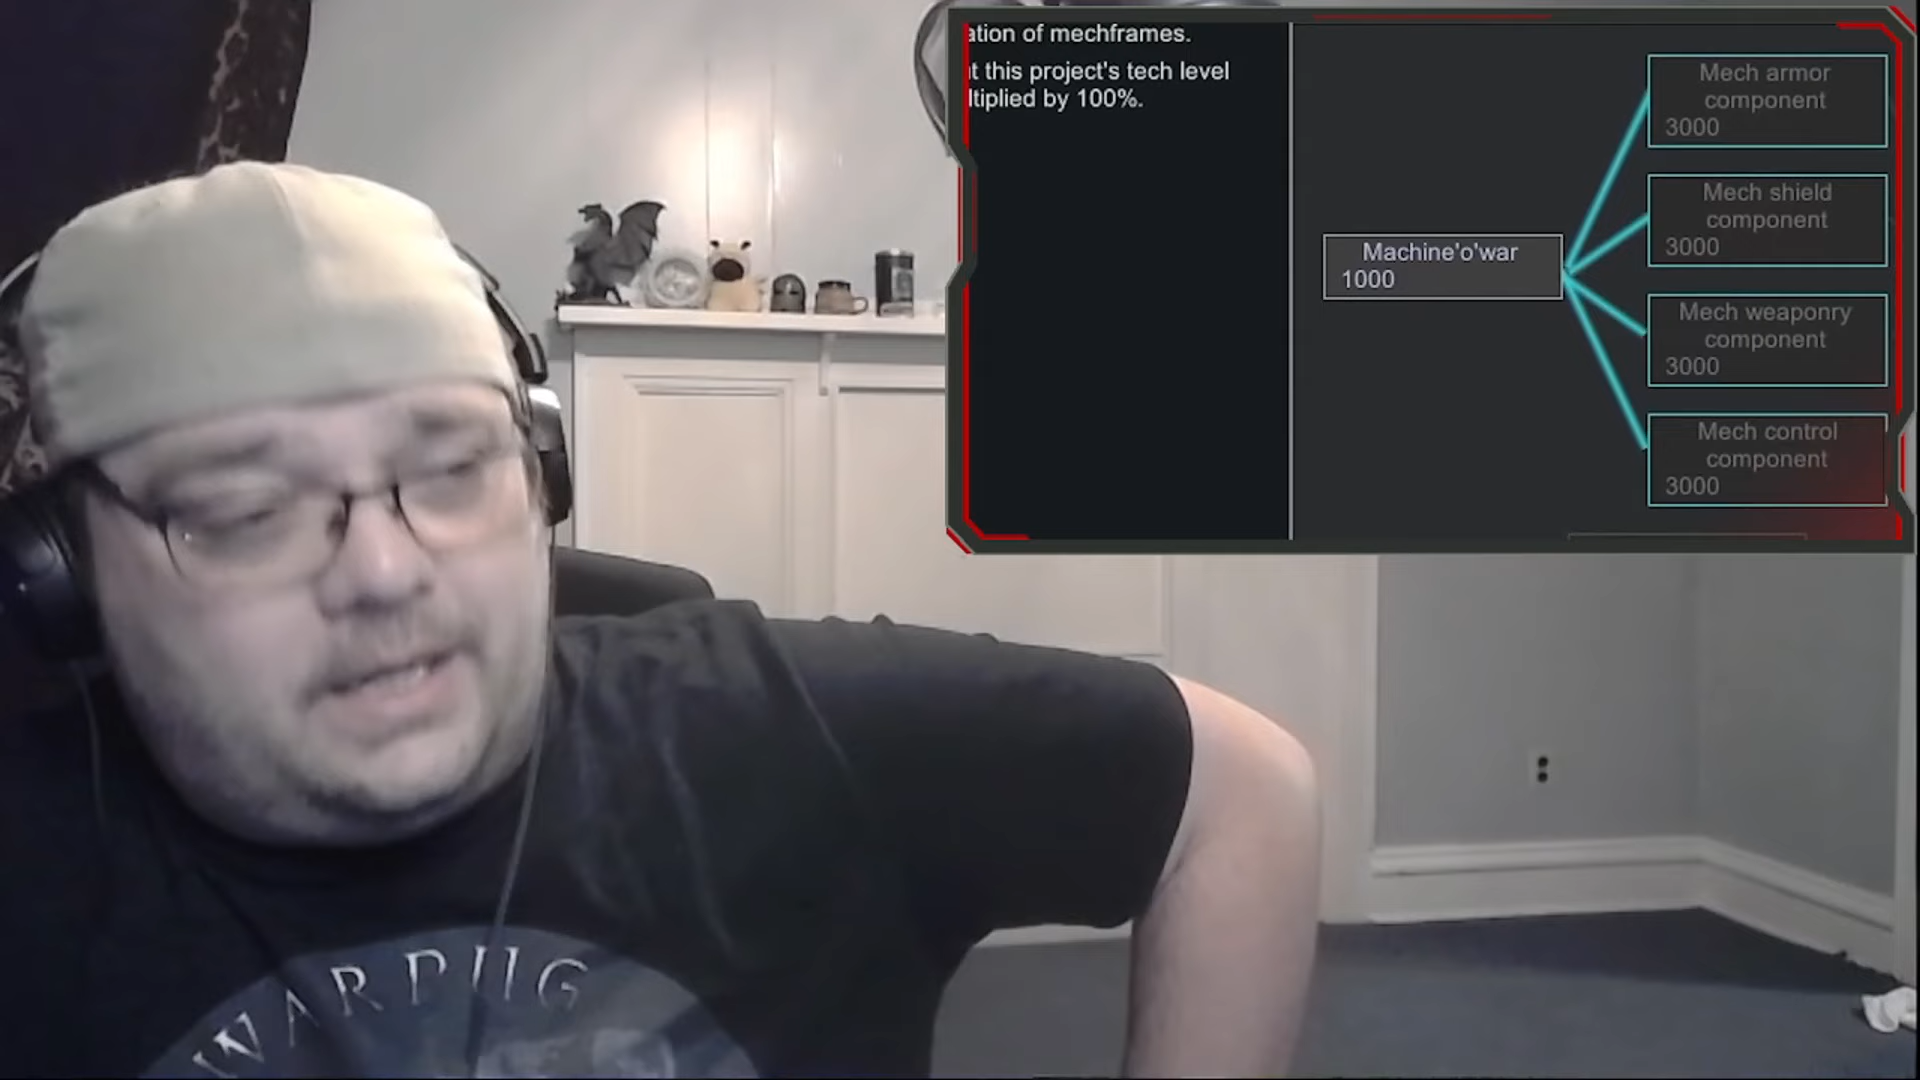 ation of mechframes.
t this project's tech level
ltiplied by 100%.
Machine'o'war
1000
Mech armor
component
3000
Mech shield
component
3000
Mech weaponry
component
3000
Mech control
component
3000
WARPUG